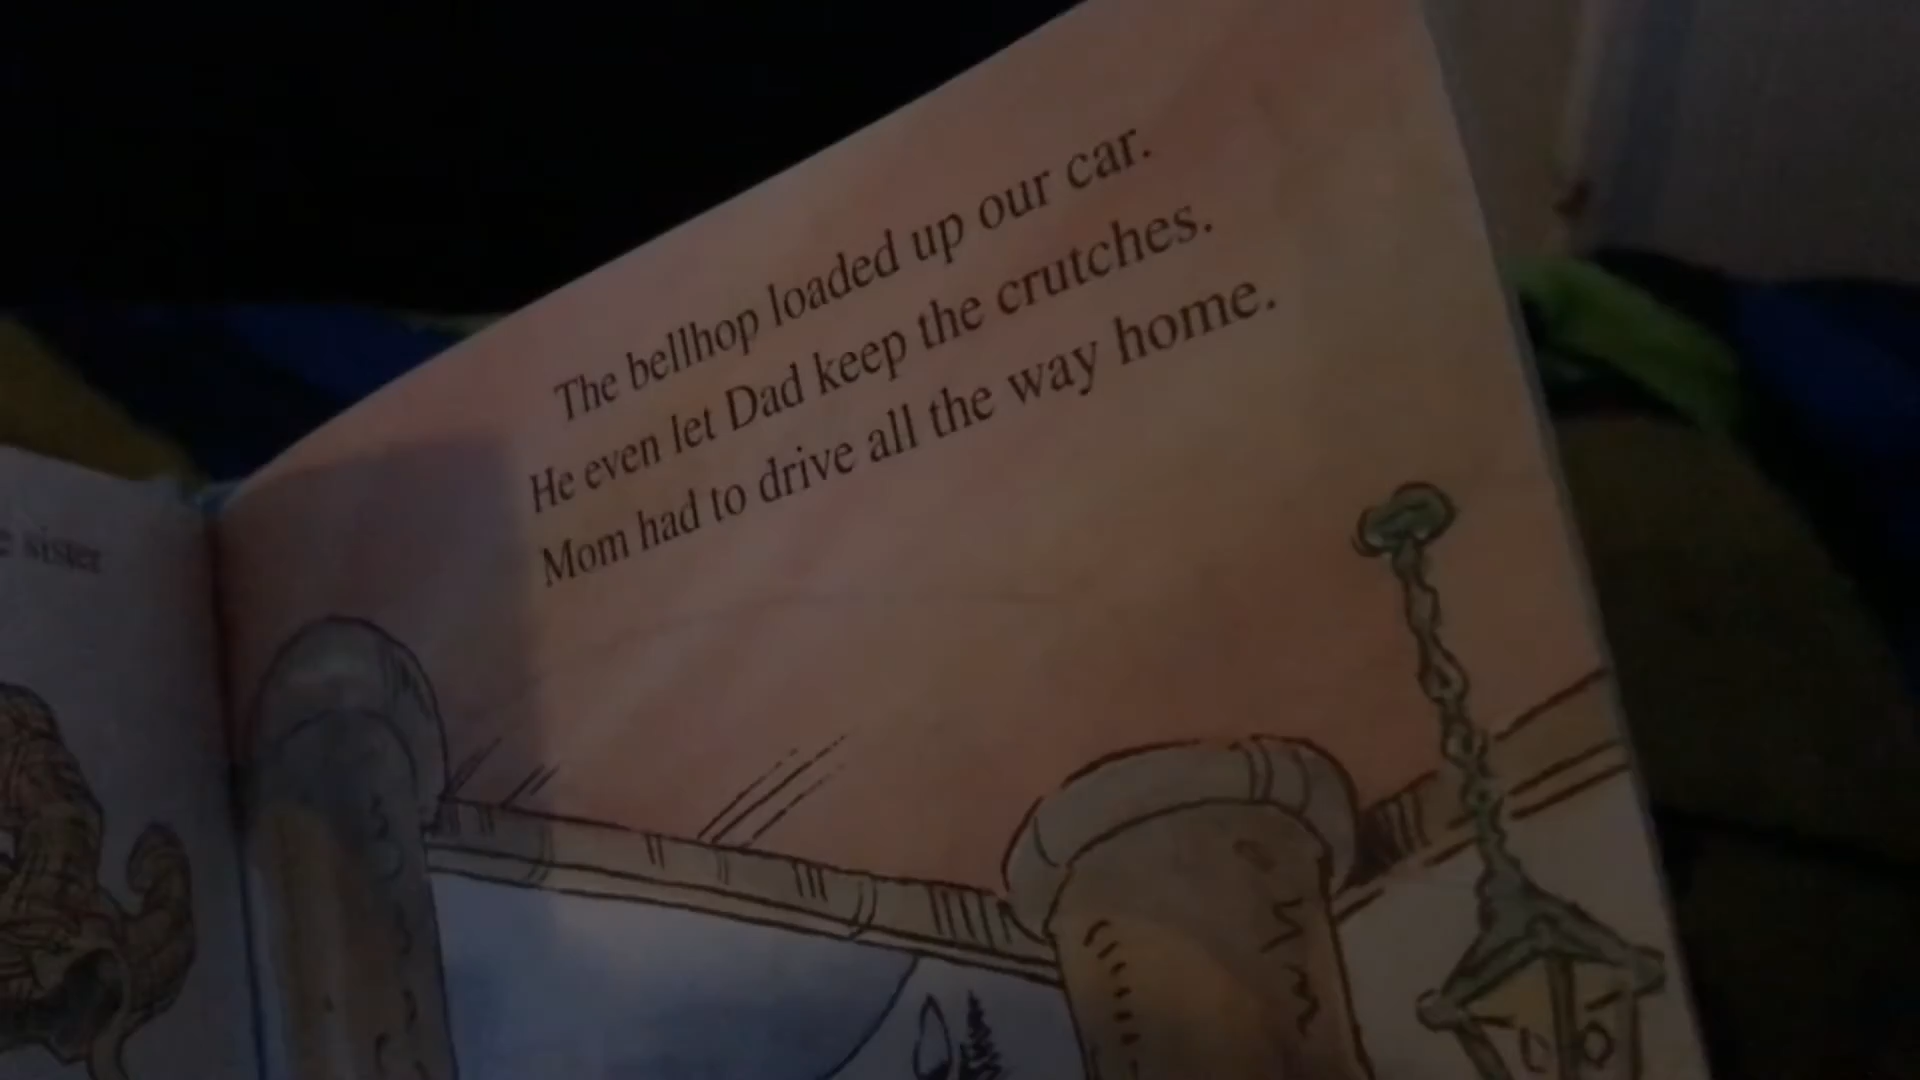 sister
The bellhop loaded up our car.
He even let Dad keep the crutches.
Mom had to drive all the way home.